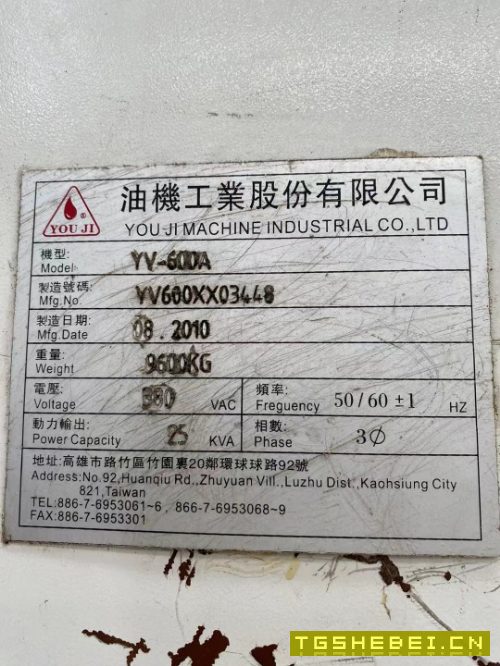 YOU JI ®
油機工業股份有限公司
YOU JI MACHINE INDUSTRIAL CO.,LTD
機型:
Model YV-600A
製造號碼:
Mfg.No. YV600XX03448
製造日期:
Mfg.Date 08.2010
重量:
Weight 9600KG
電壓: 頻率:
Voltage 380 VAC Freguency 50/60 ±1 HZ
動力輸出: 相數:
Power Capacity 25 KVA Phase 3Ø
地址:高雄市路竹區竹園裏20鄰環球球路92號
Address:No.92,Huanqiu Rd.,Zhuyuan Vill.,Luzhu Dist.,Kaohsiung City
821,Taiwan
TEL:886-7-6953061~6, 866-7-6953068~9
FAX:886-7-6953301
TGSHEBEI.CN